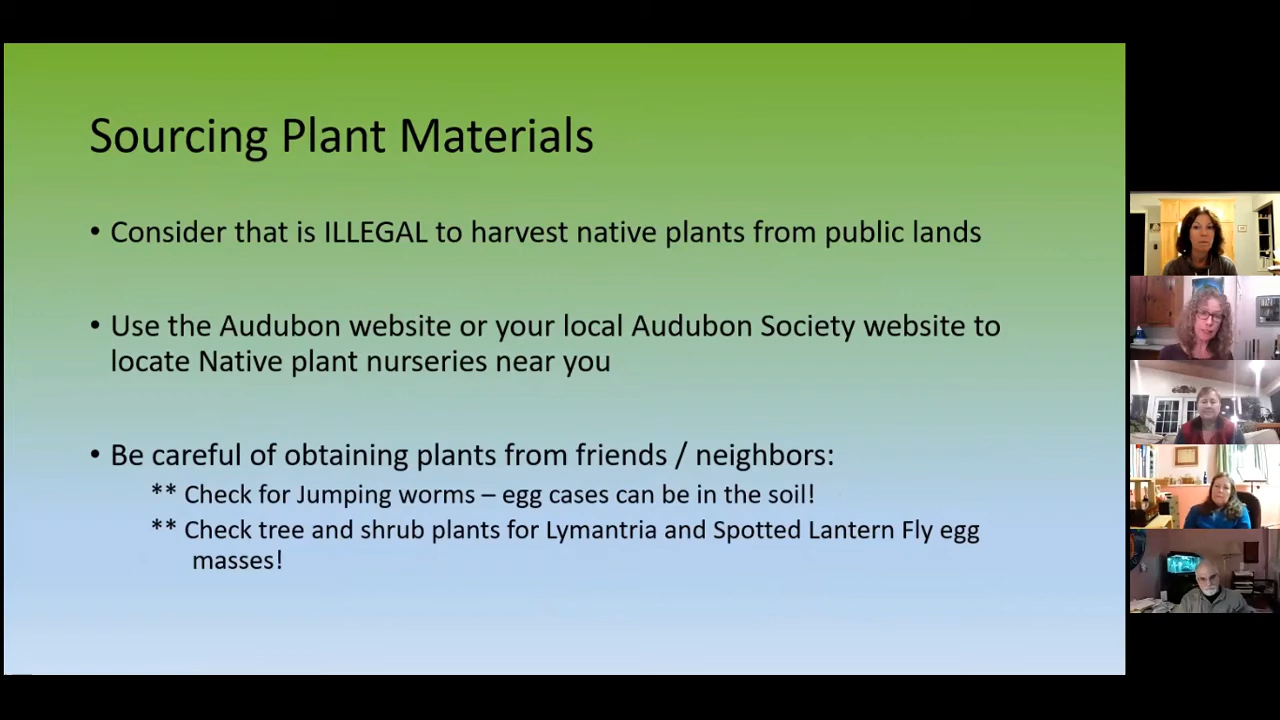 Sourcing Plant Materials
• Consider that is ILLEGAL to harvest native plants from public lands
• Use the Audubon website or your local Audubon Society website to
locate Native plant nurseries near you
• Be careful of obtaining plants from friends / neighbors:
** Check for Jumping worms – egg cases can be in the soil!
** Check tree and shrub plants for Lymantria and Spotted Lantern Fly egg
masses!